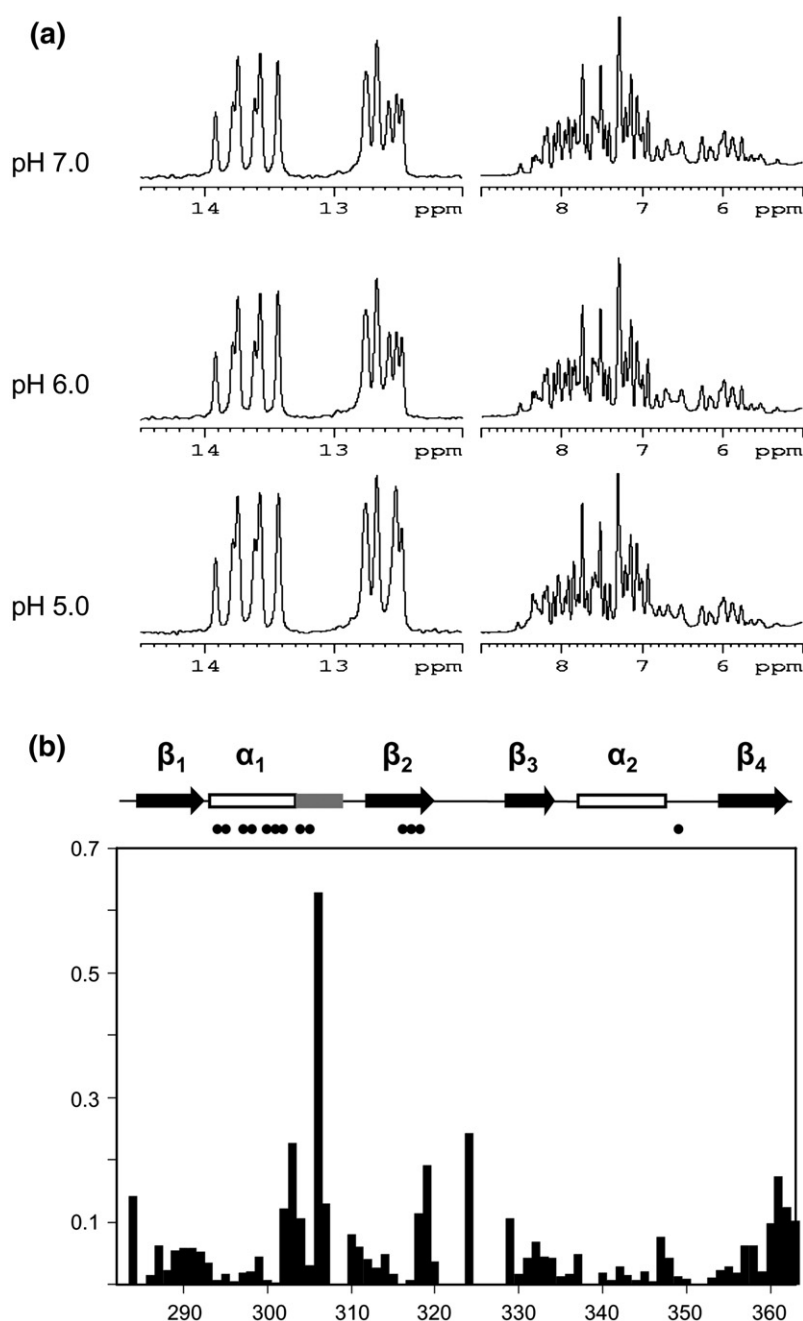 (a)
pH 7.0
14 13 ppm 8 7 6 ppm
pH 6.0
14 13 ppm 8 7 6 ppm
pH 5.0
14 13 ppm 8 7 6 ppm
(b)
β₁ α₁ β₂ β₃ α₂ β₄
0.7
0.5
0.3
0.1
290 300 310 320 330 340 350 360